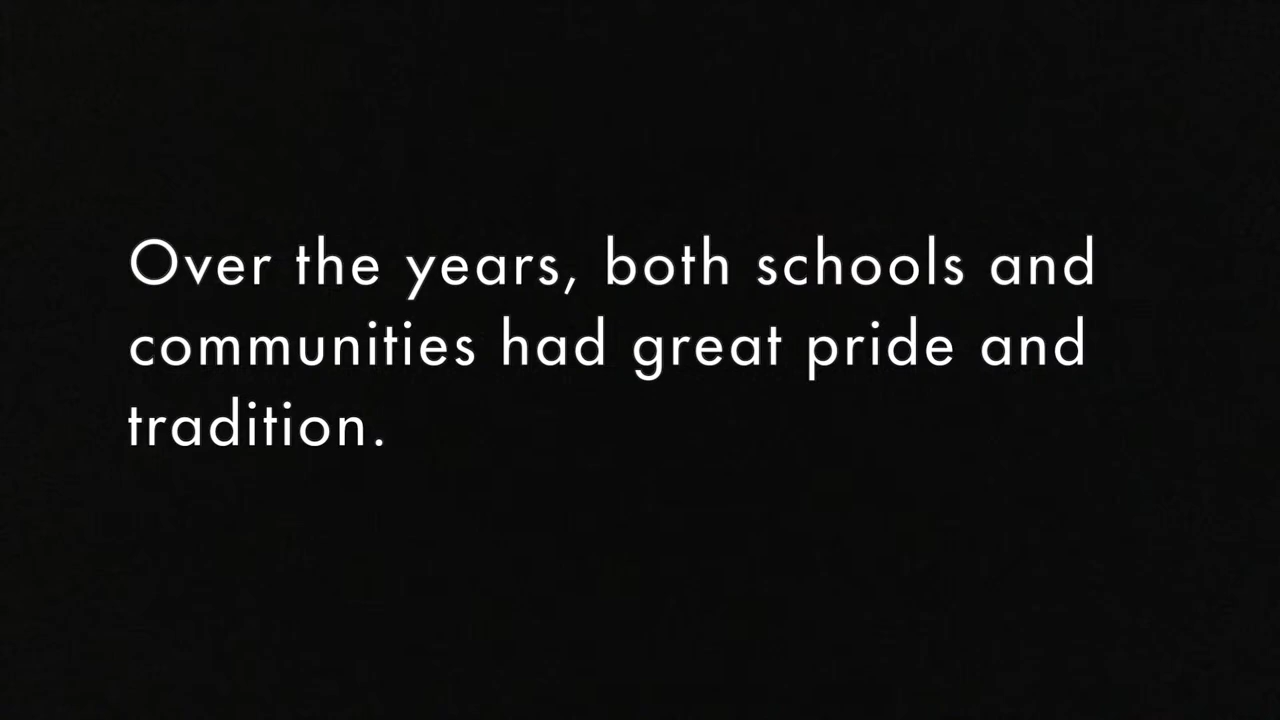 Over the years, both schools and
communities had great pride and
tradition.